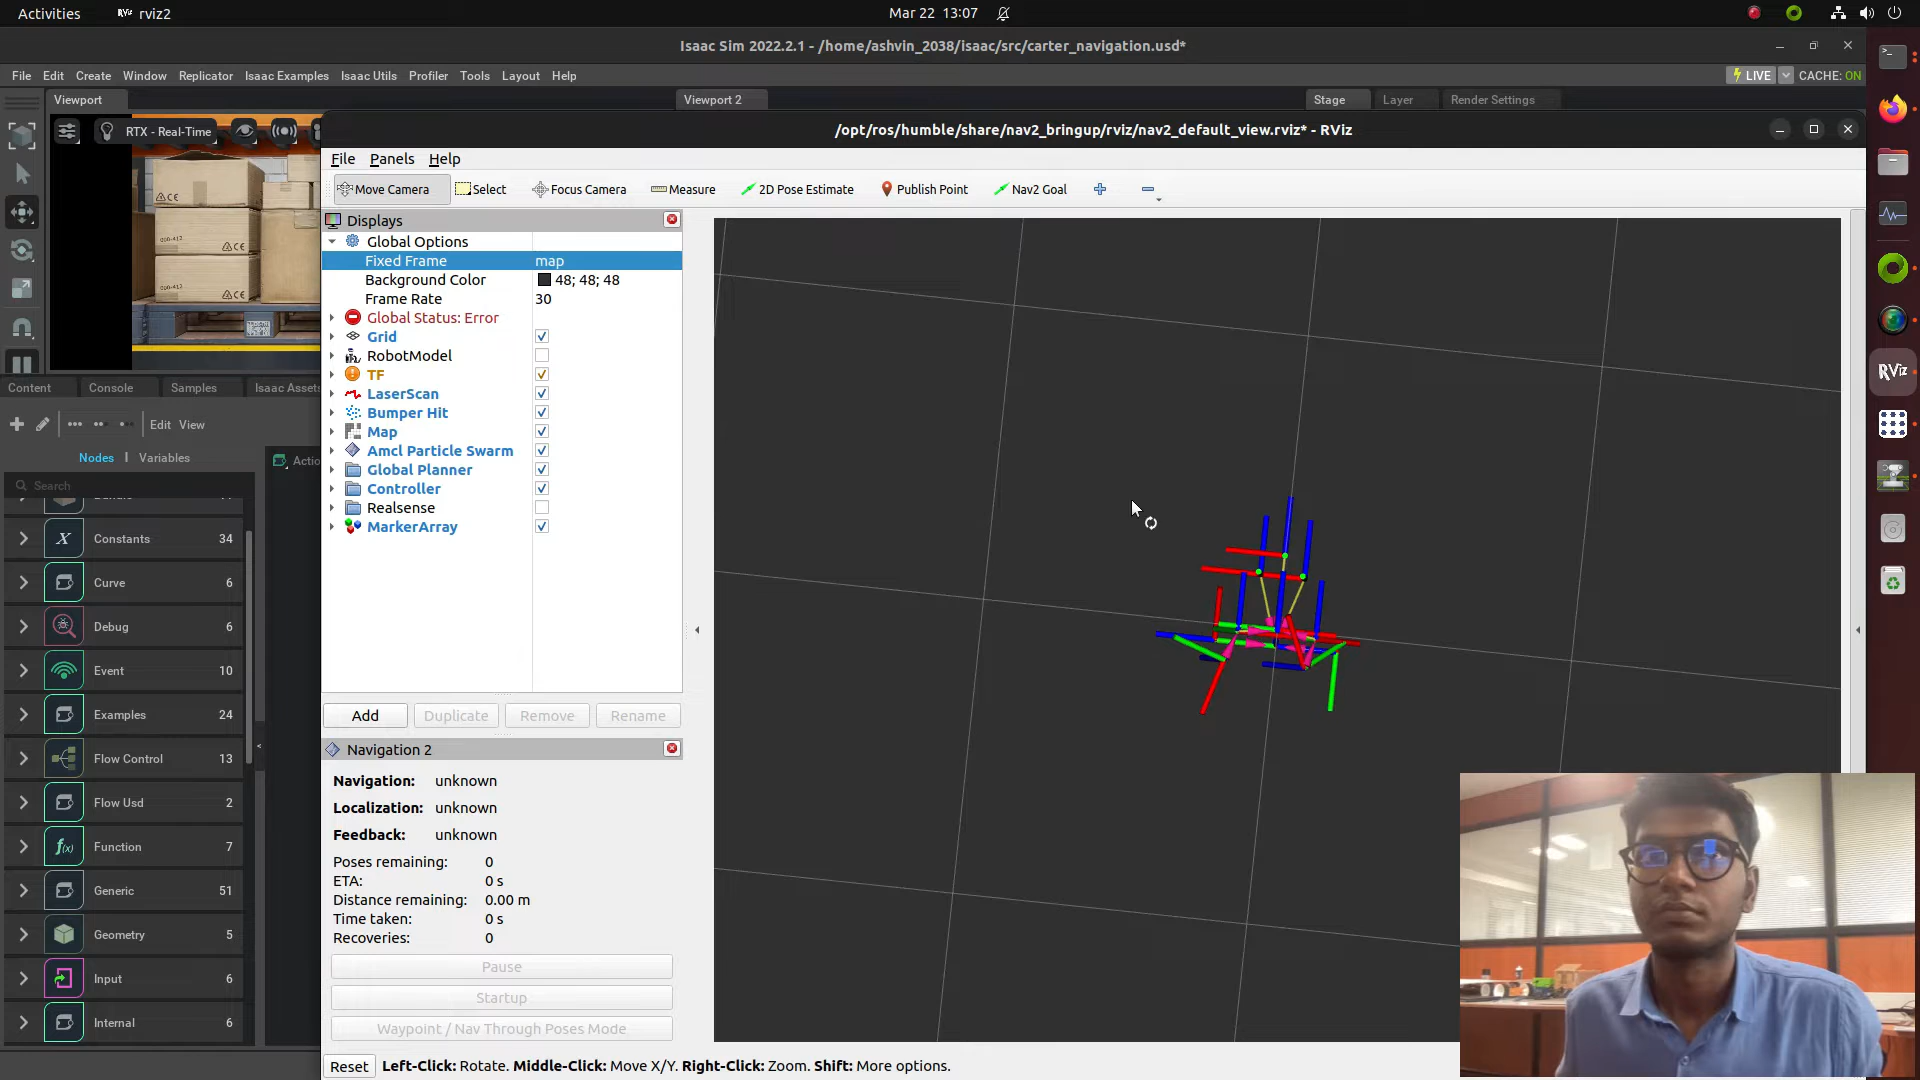 Activities
rviz2
Mar 22 13:07
Isaac Sim 2022.2.1 - /home/ashvin_2038/isaac/src/carter_navigation.usd*
File Edit Create Window Replicator Isaac Examples Isaac Utils Profiler Tools Layout Help
LIVE
CACHE: ON
Viewport
Viewport 2
Stage
Layer
Render Settings
RTX - Real-Time
/opt/ros/humble/share/nav2_bringup/rviz/nav2_default_view.rviz* - RViz
File Panels Help
Move Camera Select Focus Camera Measure 2D Pose Estimate Publish Point Nav2 Goal
Displays
Global Options
Fixed Frame map
Background Color 48; 48; 48
Frame Rate 30
Global Status: Error
Grid
RobotModel
TF
LaserScan
Bumper Hit
Map
Amcl Particle Swarm
Global Planner
Controller
Realsense
MarkerArray
Add Duplicate Remove Rename
Navigation 2
Navigation: unknown
Localization: unknown
Feedback: unknown
Poses remaining: 0
ETA: 0 s
Distance remaining: 0.00 m
Time taken: 0 s
Recoveries: 0
Pause
Startup
Waypoint / Nav Through Poses Mode
Reset Left-Click: Rotate. Middle-Click: Move X/Y. Right-Click: Zoom. Shift: More options.
Content Console Samples Isaac Assets
Edit View
Nodes Variables
Actio
Search
Constants 34
Curve 6
Debug 6
Event 10
Examples 24
Flow Control 13
Flow Usd 2
Function 7
Generic 51
Geometry 5
Input 6
Internal 6
RViz